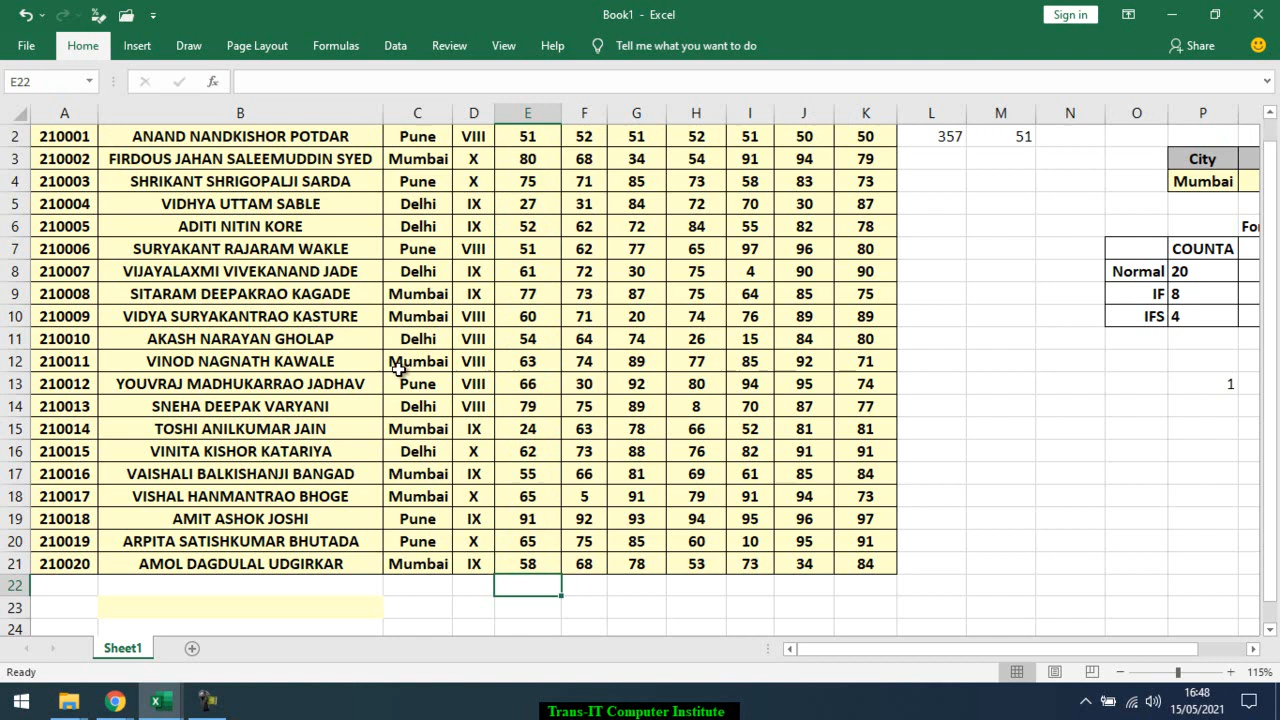 Book1 - Excel
Sign in
File Home Insert Draw Page Layout Formulas Data Review View Help Tell me what you want to do Share
E22 fx
A B C D E F G H I J K L M N O P
2 210001 ANAND NANDKISHOR POTDAR Pune VIII 51 52 51 52 51 50 50 357 51
3 210002 FIRDOUS JAHAN SALEEMUDDIN SYED Mumbai X 80 68 34 54 91 94 79 City
4 210003 SHRIKANT SHRIGOPALJI SARDA Pune X 75 71 85 73 58 83 73 Mumbai
5 210004 VIDHYA UTTAM SABLE Delhi IX 27 31 84 72 70 30 87
6 210005 ADITI NITIN KORE Delhi IX 52 62 72 84 55 82 78
7 210006 SURYAKANT RAJARAM WAKLE Pune VIII 51 62 77 65 97 96 80 COUNTA
8 210007 VIJAYALAXMI VIVEKANAND JADE Delhi IX 61 72 30 75 4 90 90 Normal 20
9 210008 SITARAM DEEPAKRAO KAGADE Mumbai IX 77 73 87 75 64 85 75 IF 8
10 210009 VIDYA SURYAKANTRAO KASTURE Mumbai VIII 60 71 20 74 76 89 89 IFS 4
11 210010 AKASH NARAYAN GHOLAP Delhi VIII 54 64 74 26 15 84 80
12 210011 VINOD NAGNATH KAWALE Mumbai VIII 63 74 89 77 85 92 71
13 210012 YOUVRAJ MADHUKARRAO JADHAV Pune VIII 66 30 92 80 94 95 74 1
14 210013 SNEHA DEEPAK VARYANI Delhi VIII 79 75 89 8 70 87 77
15 210014 TOSHI ANILKUMAR JAIN Mumbai IX 24 63 78 66 52 81 81
16 210015 VINITA KISHOR KATARIYA Delhi X 62 73 88 76 82 91 91
17 210016 VAISHALI BALKISHANJI BANGAD Mumbai IX 55 66 81 69 61 85 84
18 210017 VISHAL HANMANTRAO BHOGE Mumbai X 65 5 91 79 91 94 73
19 210018 AMIT ASHOK JOSHI Pune IX 91 92 93 94 95 96 97
20 210019 ARPITA SATISHKUMAR BHUTADA Pune X 65 75 85 60 10 95 91
21 210020 AMOL DAGDULAL UDGIRKAR Mumbai IX 58 68 78 53 73 34 84
22
23
24
Sheet1
Ready 115%
16:48
15/05/2021
Trans-IT Computer Institute